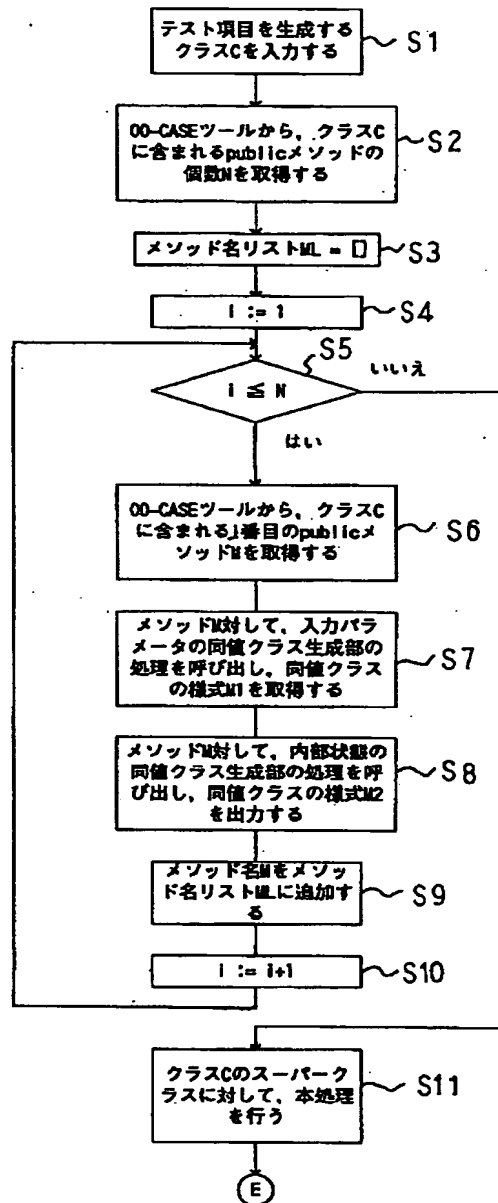 テスト項目を生成する
クラスCを入力する
S1
OO-CASEツールから，クラスC
に含まれるpublicメソッドの
個数Nを取得する
S2
メソッド名リストML = []
S3
i := 1
S4
S5
i ≦ N
いいえ
はい
OO-CASEツールから，クラスC
に含まれるi番目のpublicメ
ソッドMを取得する
S6
メソッドM対して，入力パラ
メータの同値クラス生成部の
処理を呼び出し，同値クラス
の様式M1を取得する
S7
メソッドM対して，内部状態の
同値クラス生成部の処理を呼
び出し，同値クラスの様式M2
を出力する
S8
メソッド名Mをメソッ
ド名リストMLに追加す
る
S9
i := i+1
S10
クラスCのスーパーク
ラスに対して，本処理
を行う
S11
E